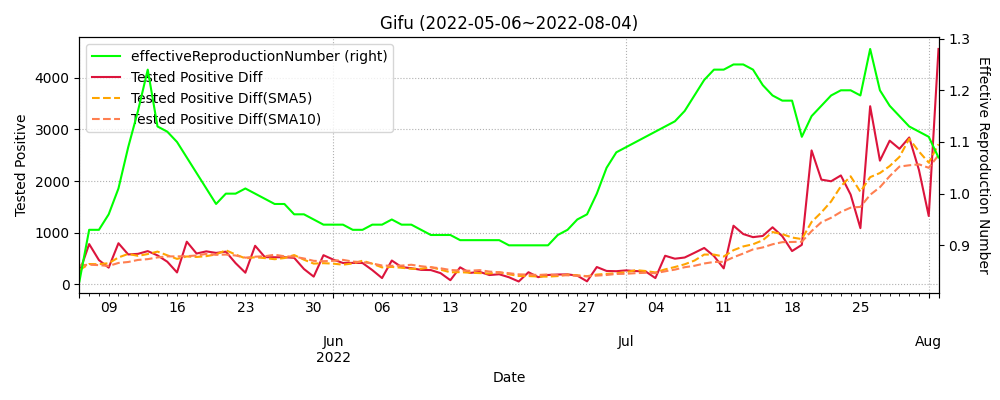 Gifu (2022-05-06~2022-08-04)
effectiveReproductionNumber (right)
Tested Positive Diff
Tested Positive Diff(SMA5)
Tested Positive Diff(SMA10)
Tested Positive
4000
3000
2000
1000
0
1.3
1.2
1.1
1.0
0.9
Effective Reproduction Number
09 16 23 30 06 13 20 27 04 11 18 25
Jun Jul Aug
2022
Date